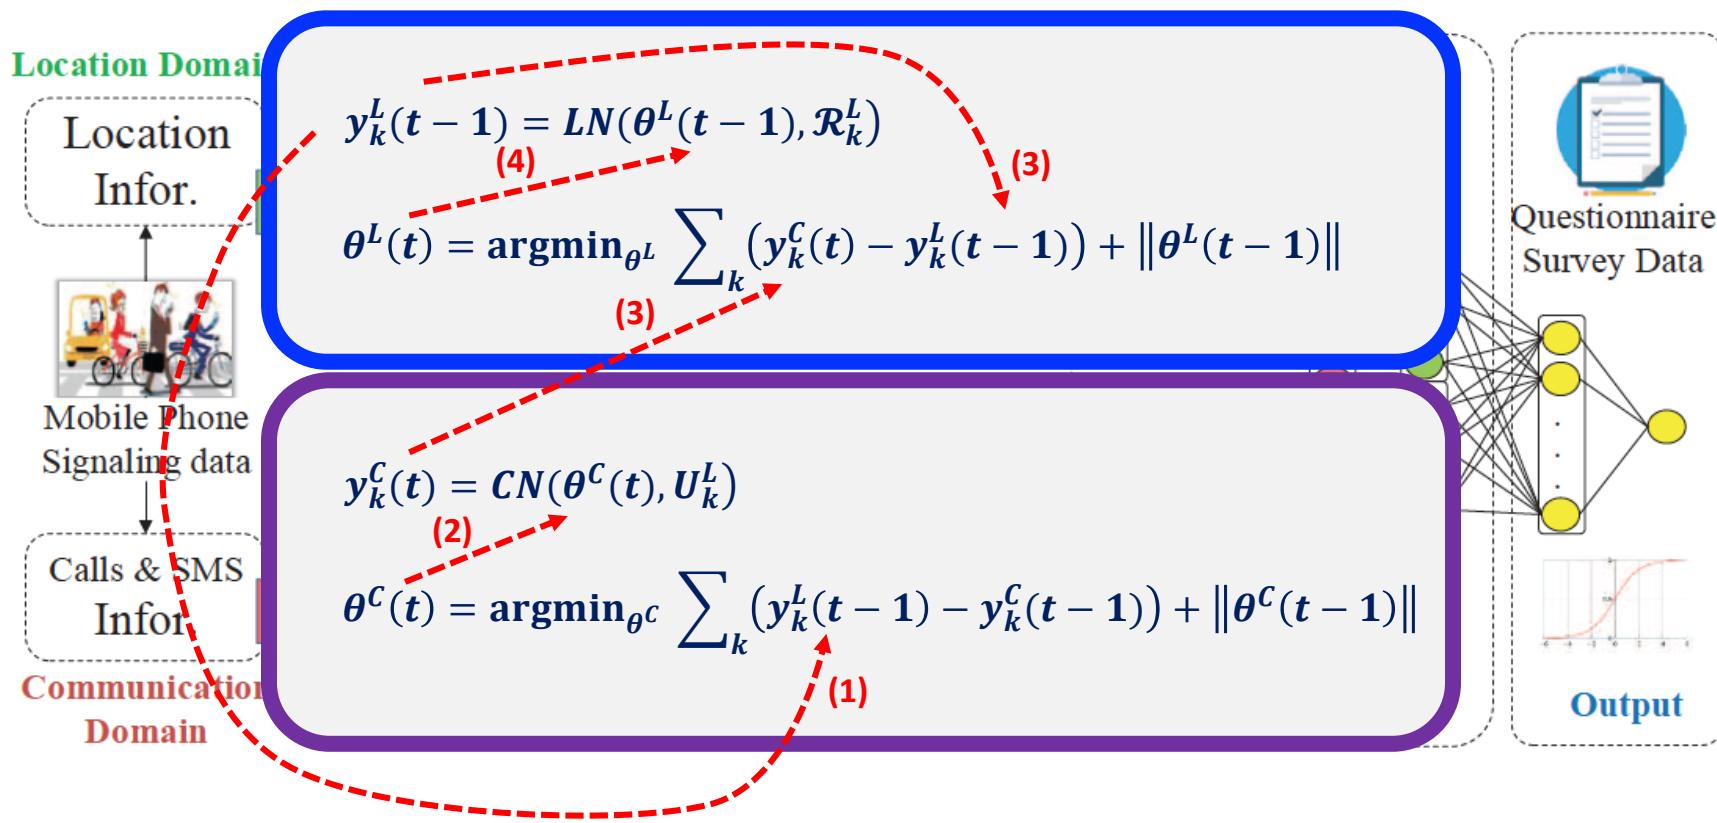 Location Domai
Location
Infor.
Mobile Phone
Signaling data
Calls & SMS
Infor
Communication
Domain
y_k^L(t − 1) = LN(θ^L(t − 1), ℛ_k^L)
(4)
(3)
θ^L(t) = argmin_{θ^L} ∑_k (y_k^C(t) − y_k^L(t − 1)) + ‖θ^L(t − 1)‖
(3)
y_k^C(t) = CN(θ^C(t), U_k^L)
(2)
θ^C(t) = argmin_{θ^C} ∑_k (y_k^L(t − 1) − y_k^C(t − 1)) + ‖θ^C(t − 1)‖
(1)
Questionnaire
Survey Data
Output